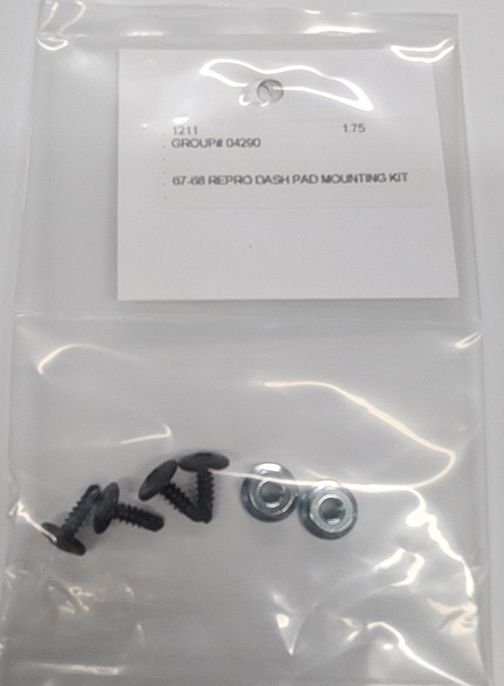 1211 1.75
GROUP# 04290
67-68 REPRO DASH PAD MOUNTING KIT